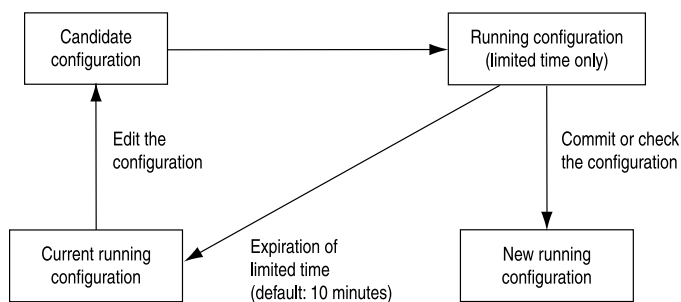 Candidate
configuration
Running configuration
(limited time only)
Edit the
configuration
Commit or check
the configuration
Current running
configuration
Expiration of
limited time
(default: 10 minutes)
New running
configuration